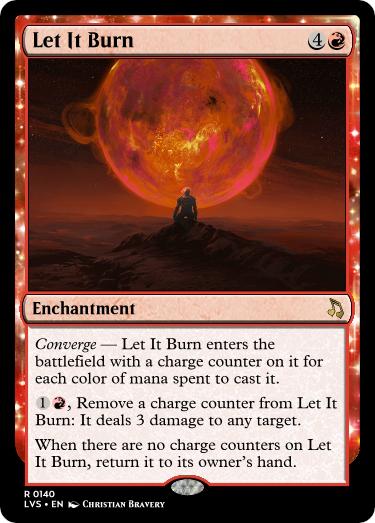 Let It Burn 4
Enchantment
Converge — Let It Burn enters the
battlefield with a charge counter on it for
each color of mana spent to cast it.
1, Remove a charge counter from Let It
Burn: It deals 3 damage to any target.
When there are no charge counters on Let
It Burn, return it to its owner's hand.
R 0140
LVS • EN Christian Bravery